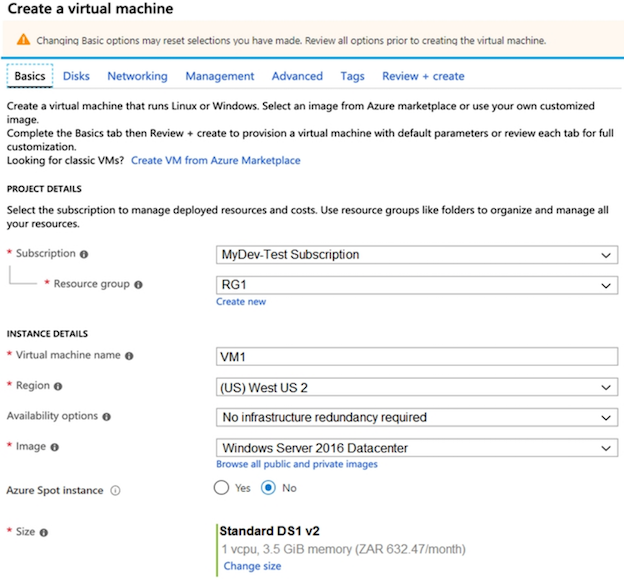 Create a virtual machine
Changing Basic options may reset selections you have made. Review all options prior to creating the virtual machine.
Basics Disks Networking Management Advanced Tags Review + create
Create a virtual machine that runs Linux or Windows. Select an image from Azure marketplace or use your own customized
image.
Complete the Basics tab then Review + create to provision a virtual machine with default parameters or review each tab for full
customization.
Looking for classic VMs? Create VM from Azure Marketplace
PROJECT DETAILS
Select the subscription to manage deployed resources and costs. Use resource groups like folders to organize and manage all
your resources.
* Subscription MyDev-Test Subscription
* Resource group RG1
Create new
INSTANCE DETAILS
* Virtual machine name VM1
* Region (US) West US 2
Availability options No infrastructure redundancy required
* Image Windows Server 2016 Datacenter
Browse all public and private images
Azure Spot instance Yes No
* Size Standard DS1 v2
1 vcpu, 3.5 GiB memory (ZAR 632.47/month)
Change size